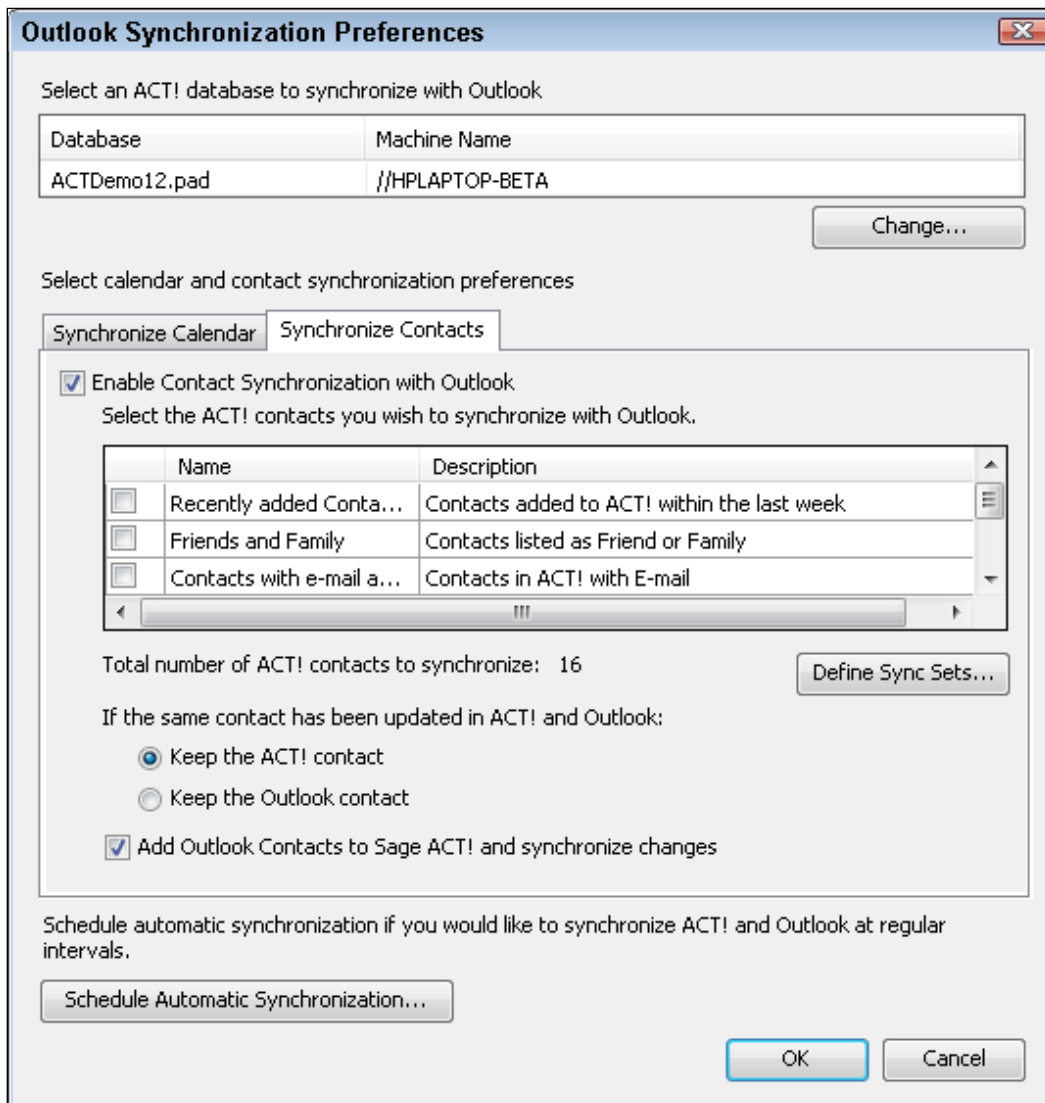 Outlook Synchronization Preferences
Select an ACT! database to synchronize with Outlook
Database Machine Name
ACTDemo12.pad //HPLAPTOP-BETA
Change...
Select calendar and contact synchronization preferences
Synchronize Calendar Synchronize Contacts
Enable Contact Synchronization with Outlook
Select the ACT! contacts you wish to synchronize with Outlook.
Name Description
Recently added Conta... Contacts added to ACT! within the last week
Friends and Family Contacts listed as Friend or Family
Contacts with e-mail a... Contacts in ACT! with E-mail
Total number of ACT! contacts to synchronize: 16
Define Sync Sets...
If the same contact has been updated in ACT! and Outlook:
Keep the ACT! contact
Keep the Outlook contact
Add Outlook Contacts to Sage ACT! and synchronize changes
Schedule automatic synchronization if you would like to synchronize ACT! and Outlook at regular
intervals.
Schedule Automatic Synchronization...
OK Cancel